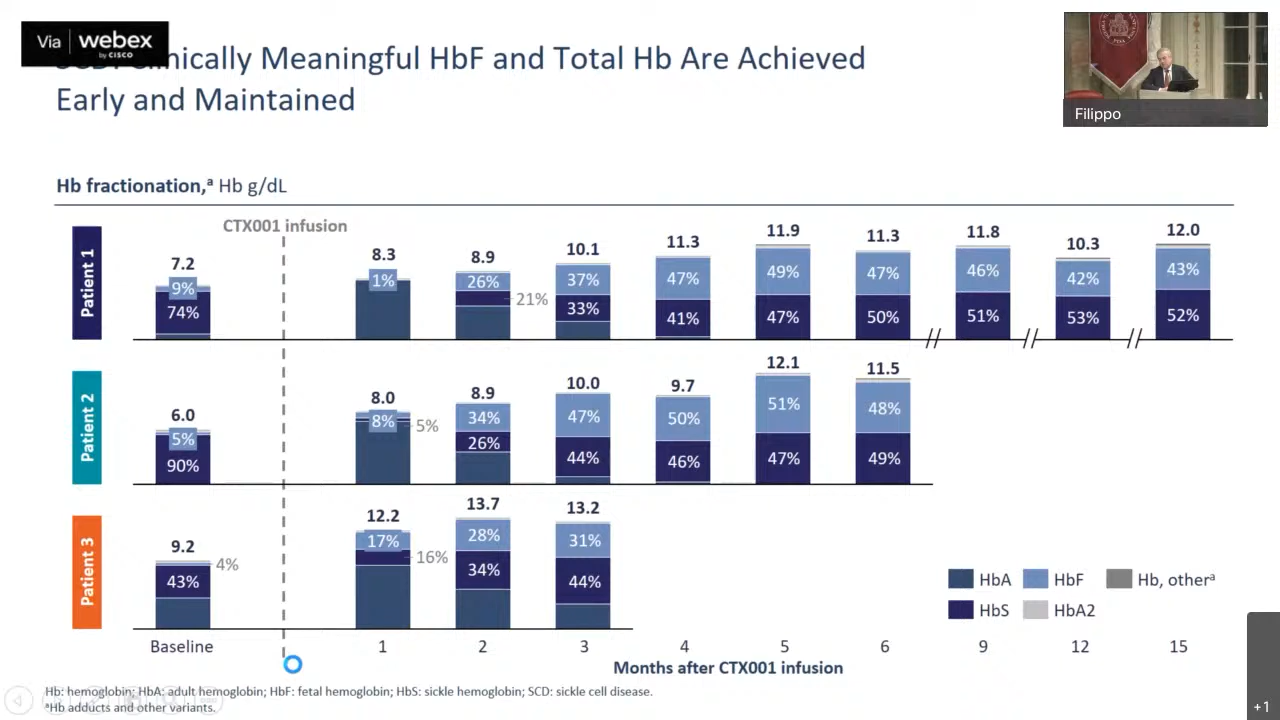 Via webex
by CISCO
Clinically Meaningful HbF and Total Hb Are Achieved
Early and Maintained
Filippo
Hb fractionation,ᵃ Hb g/dL
CTX001 infusion
Patient 1
7.2 8.3 8.9 10.1 11.3 11.9 11.3 11.8 10.3 12.0
9% 1% 26% 37% 47% 49% 47% 46% 42% 43%
74% 21% 33% 41% 47% 50% 51% 53% 52%
Patient 2
6.0 8.0 8.9 10.0 9.7 12.1 11.5
5% 8% 34% 47% 50% 51% 48%
90% 5% 26% 44% 46% 47% 49%
Patient 3
9.2 12.2 13.7 13.2
4% 17% 28% 31%
43% 16% 34% 44%
HbA HbF Hb, otherᵃ
HbS HbA2
Baseline 1 2 3 4 5 6 9 12 15
Months after CTX001 infusion
Hb: hemoglobin; HbA: adult hemoglobin; HbF: fetal hemoglobin; HbS: sickle hemoglobin; SCD: sickle cell disease.
ᵃHb adducts and other variants.
+1